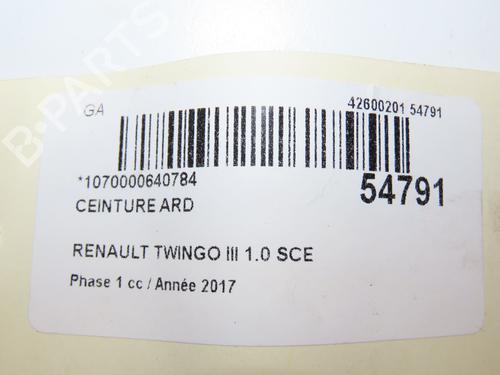 GA
42600201 54791
*1070000640784
54791
CEINTURE ARD
RENAULT TWINGO III 1.0 SCE
Phase 1 cc / Année 2017
B-PARTS